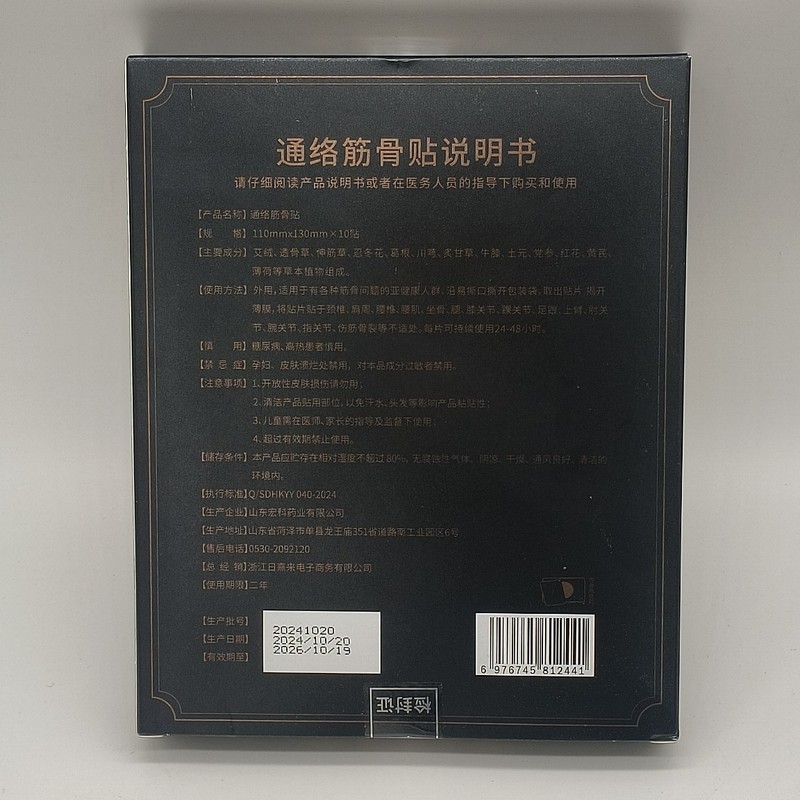 通络筋骨贴说明书
请仔细阅读产品说明书或者在医务人员的指导下购买和使用
【产品名称】通络筋骨贴
【规　　格】110mmx130mm×10贴
【主要成分】艾绒、透骨草、伸筋草、忍冬花、葛根、川芎、炙甘草、牛膝、土元、党参、红花、黄芪、
薄荷等草本植物组成。
【使用方法】外用,适用于有各种筋骨问题的亚健康人群,沿易撕口撕开包装袋,取出贴片,揭开
薄膜,将贴片贴于颈椎、肩周、腰椎、腰肌、坐骨、腿、膝关节、踝关节、足跟、上臂、肘关
节、腕关节、指关节、伤筋骨裂等不适处。每片可持续使用24-48小时。
【慎　　用】糖尿病、高热患者慎用。
【禁 忌 症】孕妇、皮肤溃烂处禁用，对本品成分过敏者禁用。
【注意事项】1、开放性皮肤损伤请勿用；
2、清洁产品贴用部位,以免汗水、头发等影响产品粘贴性；
3、儿童需在医师、家长的指导及监督下使用；
4、超过有效期禁止使用。
【储存条件】本产品应贮存在相对湿度不超过80%，无腐蚀性气体、阴凉、干燥、通风良好、清洁的
环境内。
【执行标准】Q/SDHKYY 040-2024
【生产企业】山东宏科药业有限公司
【生产地址】山东省菏泽市单县龙王庙351省道路南工业园区6号
【售后电话】0530-2092120
【总 经 销】浙江日嘉来电子商务有限公司
【使用期限】二年
【生产批号】20241020
【生产日期】2024/10/20
【有效期至】2026/10/19
6 976745 812441
检封证